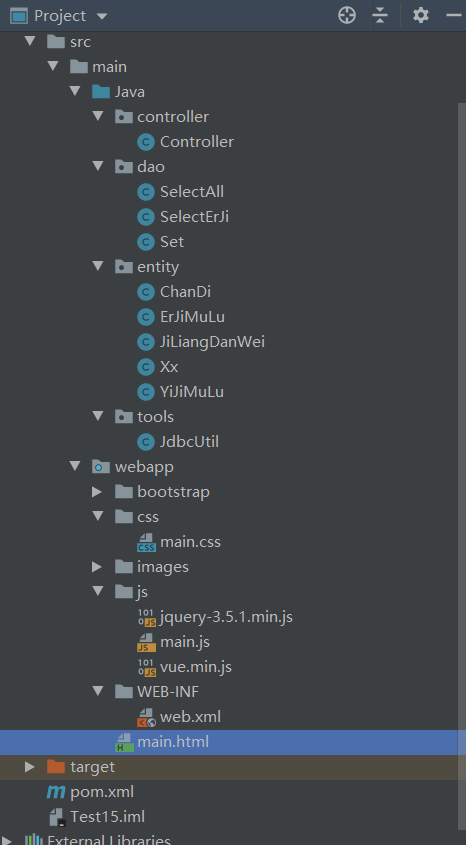 Project
src
main
Java
controller
Controller
dao
SelectAll
SelectErJi
Set
entity
ChanDi
ErJiMuLu
JiLiangDanWei
Xx
YiJiMuLu
tools
JdbcUtil
webapp
bootstrap
css
main.css
images
js
jquery-3.5.1.min.js
main.js
vue.min.js
WEB-INF
web.xml
main.html
target
pom.xml
Test15.iml
External Libraries